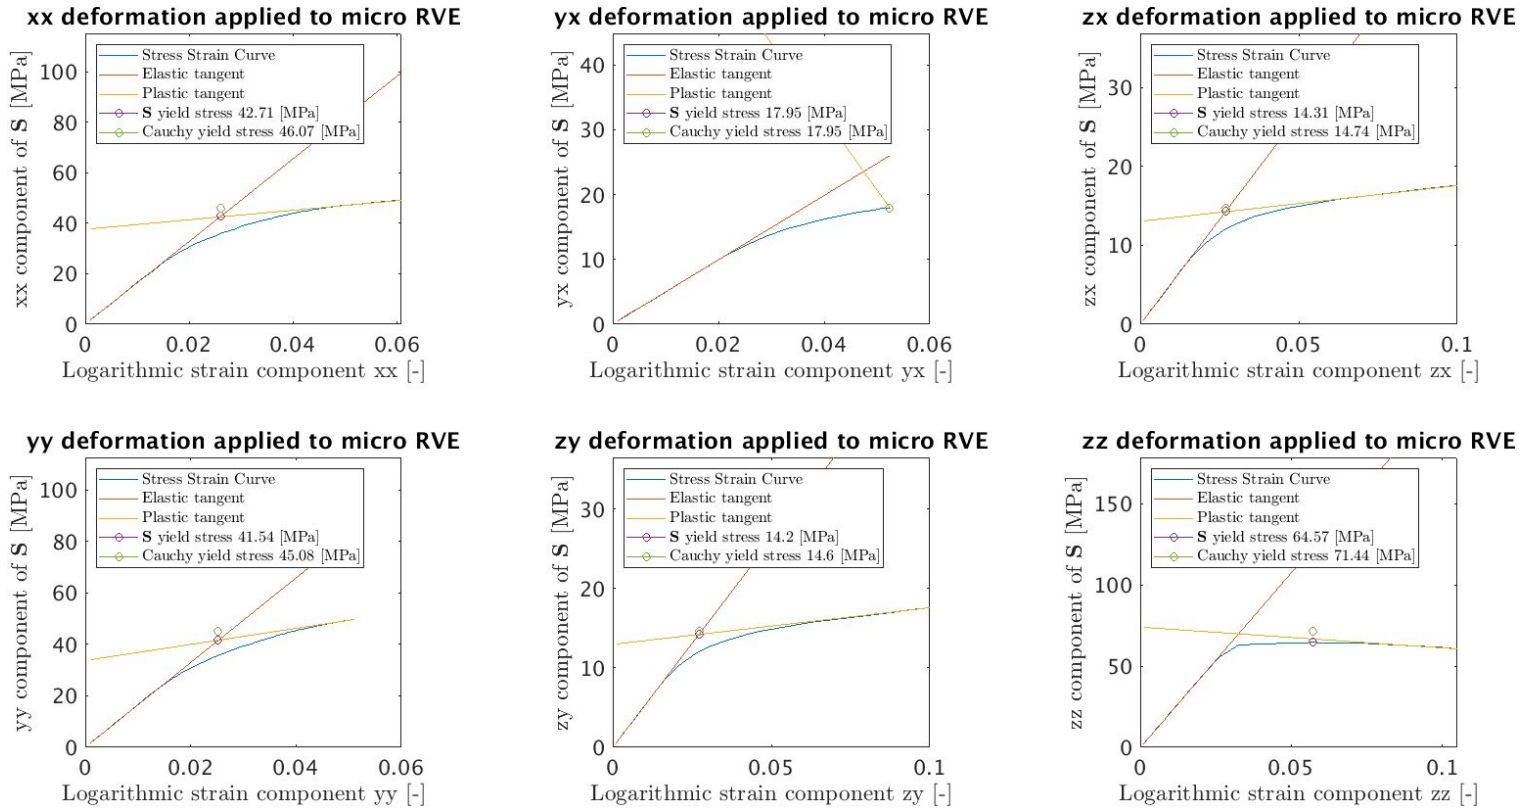 xx deformation applied to micro RVE
xx component of S [MPa]
100
80
60
40
20
0
Stress Strain Curve
Elastic tangent
Plastic tangent
S yield stress 42.71 [MPa]
Cauchy yield stress 46.07 [MPa]
0 0.02 0.04 0.06
Logarithmic strain component xx [-]
yx deformation applied to micro RVE
yx component of S [MPa]
40
30
20
10
0
Stress Strain Curve
Elastic tangent
Plastic tangent
S yield stress 17.95 [MPa]
Cauchy yield stress 17.95 [MPa]
0 0.02 0.04 0.06
Logarithmic strain component yx [-]
zx deformation applied to micro RVE
zx component of S [MPa]
30
20
10
0
Stress Strain Curve
Elastic tangent
Plastic tangent
S yield stress 14.31 [MPa]
Cauchy yield stress 14.74 [MPa]
0 0.05 0.1
Logarithmic strain component zx [-]
yy deformation applied to micro RVE
yy component of S [MPa]
100
80
60
40
20
0
Stress Strain Curve
Elastic tangent
Plastic tangent
S yield stress 41.54 [MPa]
Cauchy yield stress 45.08 [MPa]
0 0.02 0.04 0.06
Logarithmic strain component yy [-]
zy deformation applied to micro RVE
zy component of S [MPa]
30
20
10
0
Stress Strain Curve
Elastic tangent
Plastic tangent
S yield stress 14.2 [MPa]
Cauchy yield stress 14.6 [MPa]
0 0.05 0.1
Logarithmic strain component zy [-]
zz deformation applied to micro RVE
zz component of S [MPa]
150
100
50
0
Stress Strain Curve
Elastic tangent
Plastic tangent
S yield stress 64.57 [MPa]
Cauchy yield stress 71.44 [MPa]
0 0.05 0.1
Logarithmic strain component zz [-]